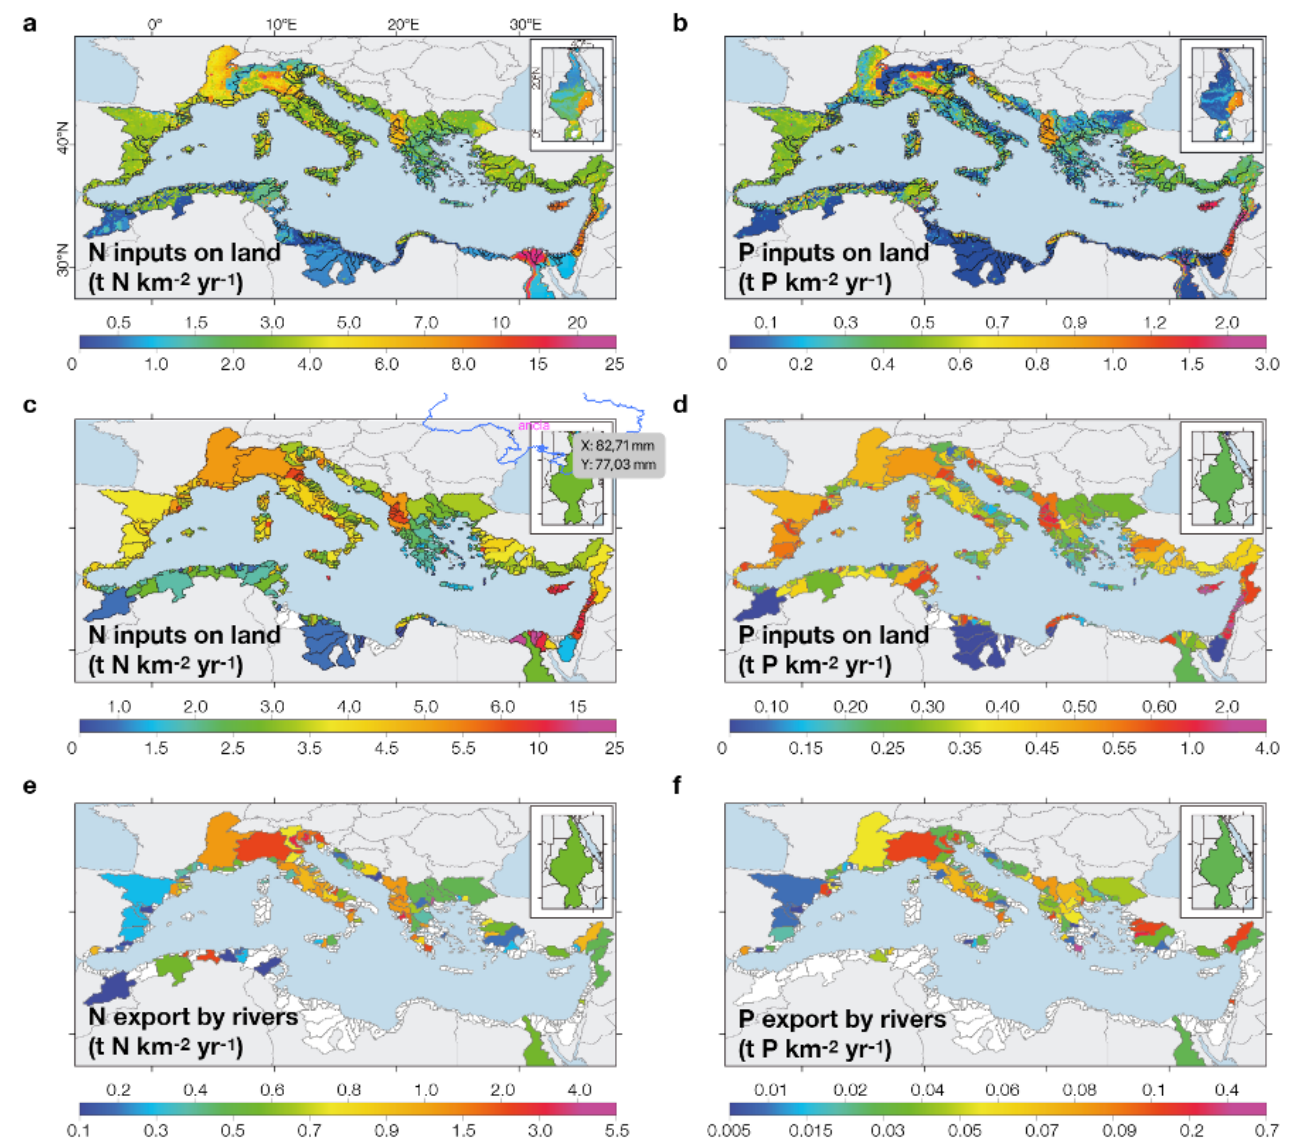 a
0°
10°E
20°E
30°E
20°N
0°
40°N
30°N
N inputs on land
(t N km-2 yr-1)
0.5 1.5 3.0 5.0 7.0 10 20
0 1.0 2.0 4.0 6.0 8.0 15 25
b
P inputs on land
(t P km-2 yr-1)
0.1 0.3 0.5 0.7 0.9 1.2 2.0
0 0.2 0.4 0.6 0.8 1.0 1.5 3.0
c
ancia
X: 82,71 mm
Y: 77,03 mm
N inputs on land
(t N km-2 yr-1)
1.0 2.0 3.0 4.0 5.0 6.0 15
0 1.5 2.5 3.5 4.5 5.5 10 25
d
P inputs on land
(t P km-2 yr-1)
0.10 0.20 0.30 0.40 0.50 0.60 2.0
0 0.15 0.25 0.35 0.45 0.55 1.0 4.0
e
N export by rivers
(t N km-2 yr-1)
0.2 0.4 0.6 0.8 1.0 2.0 4.0
0.1 0.3 0.5 0.7 0.9 1.5 3.0 5.5
f
P export by rivers
(t P km-2 yr-1)
0.01 0.02 0.04 0.06 0.08 0.1 0.4
0.005 0.015 0.03 0.05 0.07 0.09 0.2 0.7